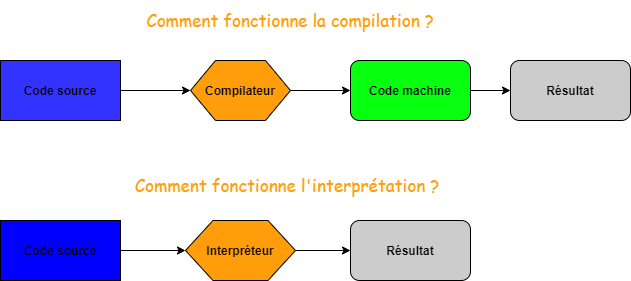 Comment fonctionne la compilation ?
Code source
Compilateur
Code machine
Résultat
Comment fonctionne l'interprétation ?
Code source
Interpréteur
Résultat